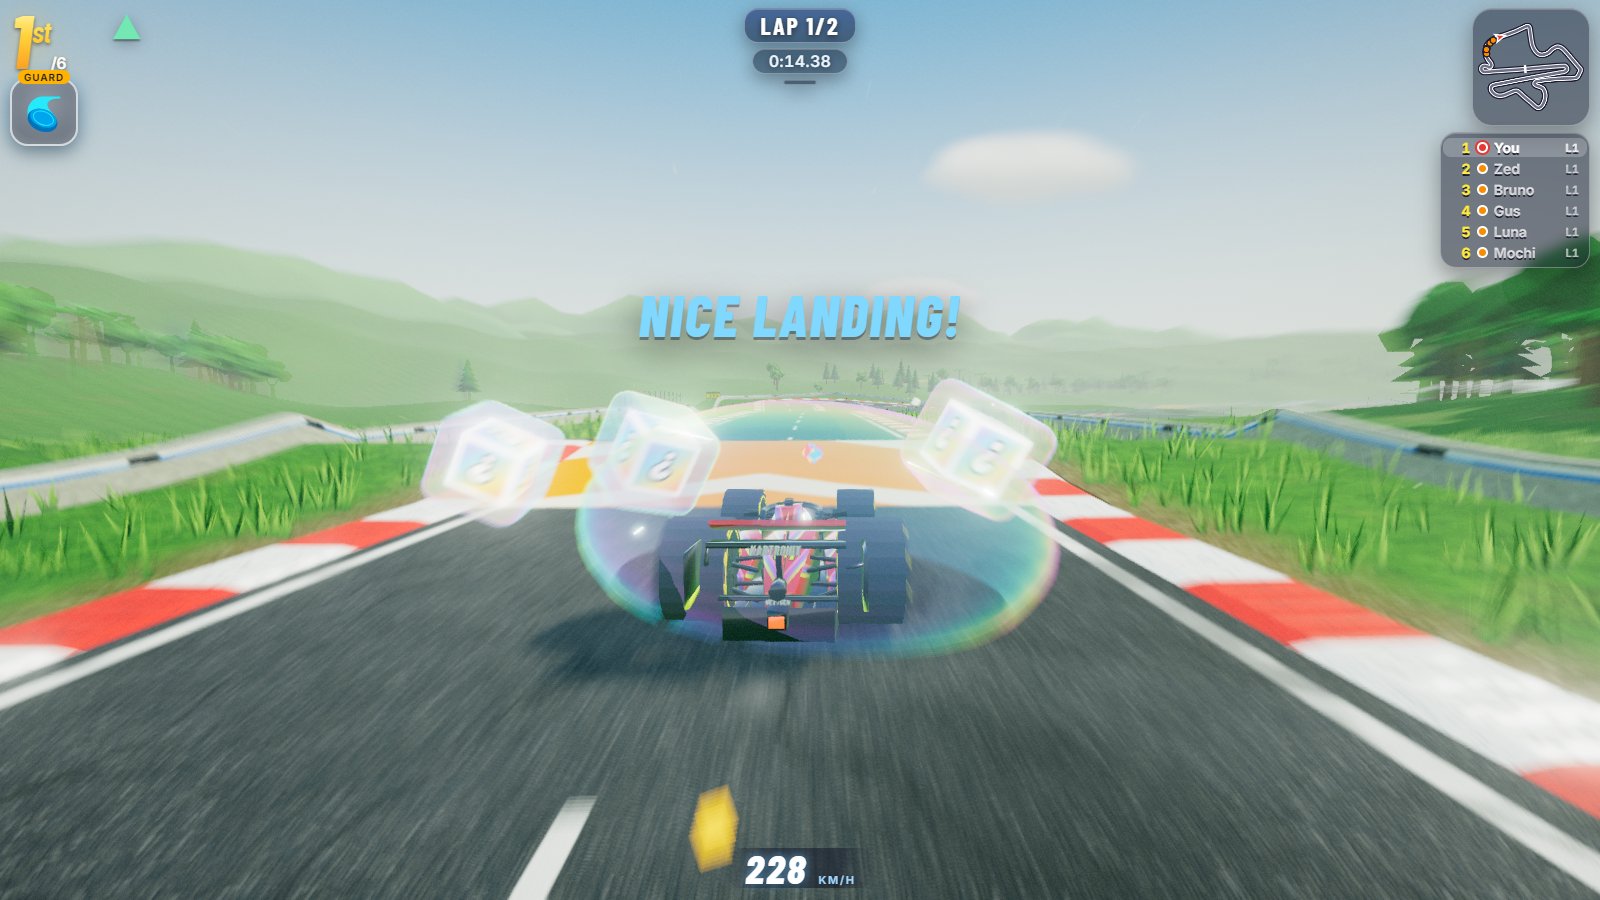 1st
/6
GUARD
LAP 1/2
0:14.38
1 You L1
2 Zed L1
3 Bruno L1
4 Gus L1
5 Luna L1
6 Mochi L1
NICE LANDING!
228 KM/H